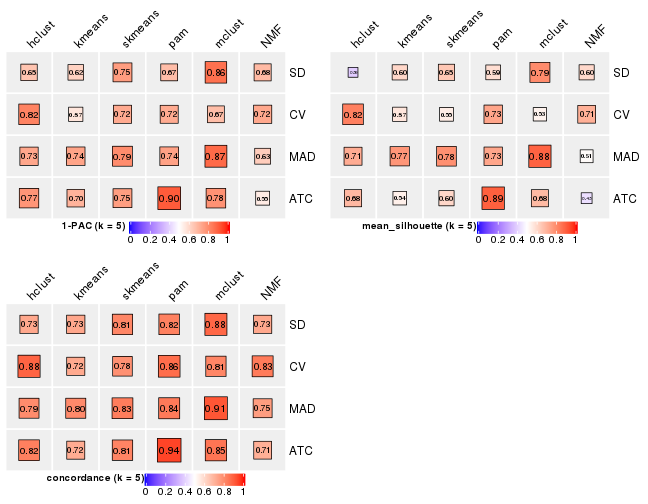 hclust kmeans skmeans pam mclust NMF
0.65 0.62 0.75 0.67 0.86 0.68 SD
0.82 0.57 0.72 0.72 0.67 0.72 CV
0.73 0.74 0.79 0.74 0.87 0.63 MAD
0.77 0.70 0.75 0.90 0.78 0.55 ATC
1-PAC (k = 5)
0 0.2 0.4 0.6 0.8 1
hclust kmeans skmeans pam mclust NMF
0.60 0.65 0.59 0.79 0.60 SD
0.82 0.57 0.55 0.73 0.53 0.71 CV
0.71 0.77 0.78 0.73 0.88 0.51 MAD
0.68 0.54 0.60 0.89 0.68 ATC
mean_silhouette (k = 5)
0 0.2 0.4 0.6 0.8 1
hclust kmeans skmeans pam mclust NMF
0.73 0.73 0.81 0.82 0.88 0.73 SD
0.88 0.72 0.78 0.86 0.81 0.83 CV
0.79 0.80 0.83 0.84 0.91 0.75 MAD
0.82 0.72 0.81 0.94 0.85 0.71 ATC
concordance (k = 5)
0 0.2 0.4 0.6 0.8 1